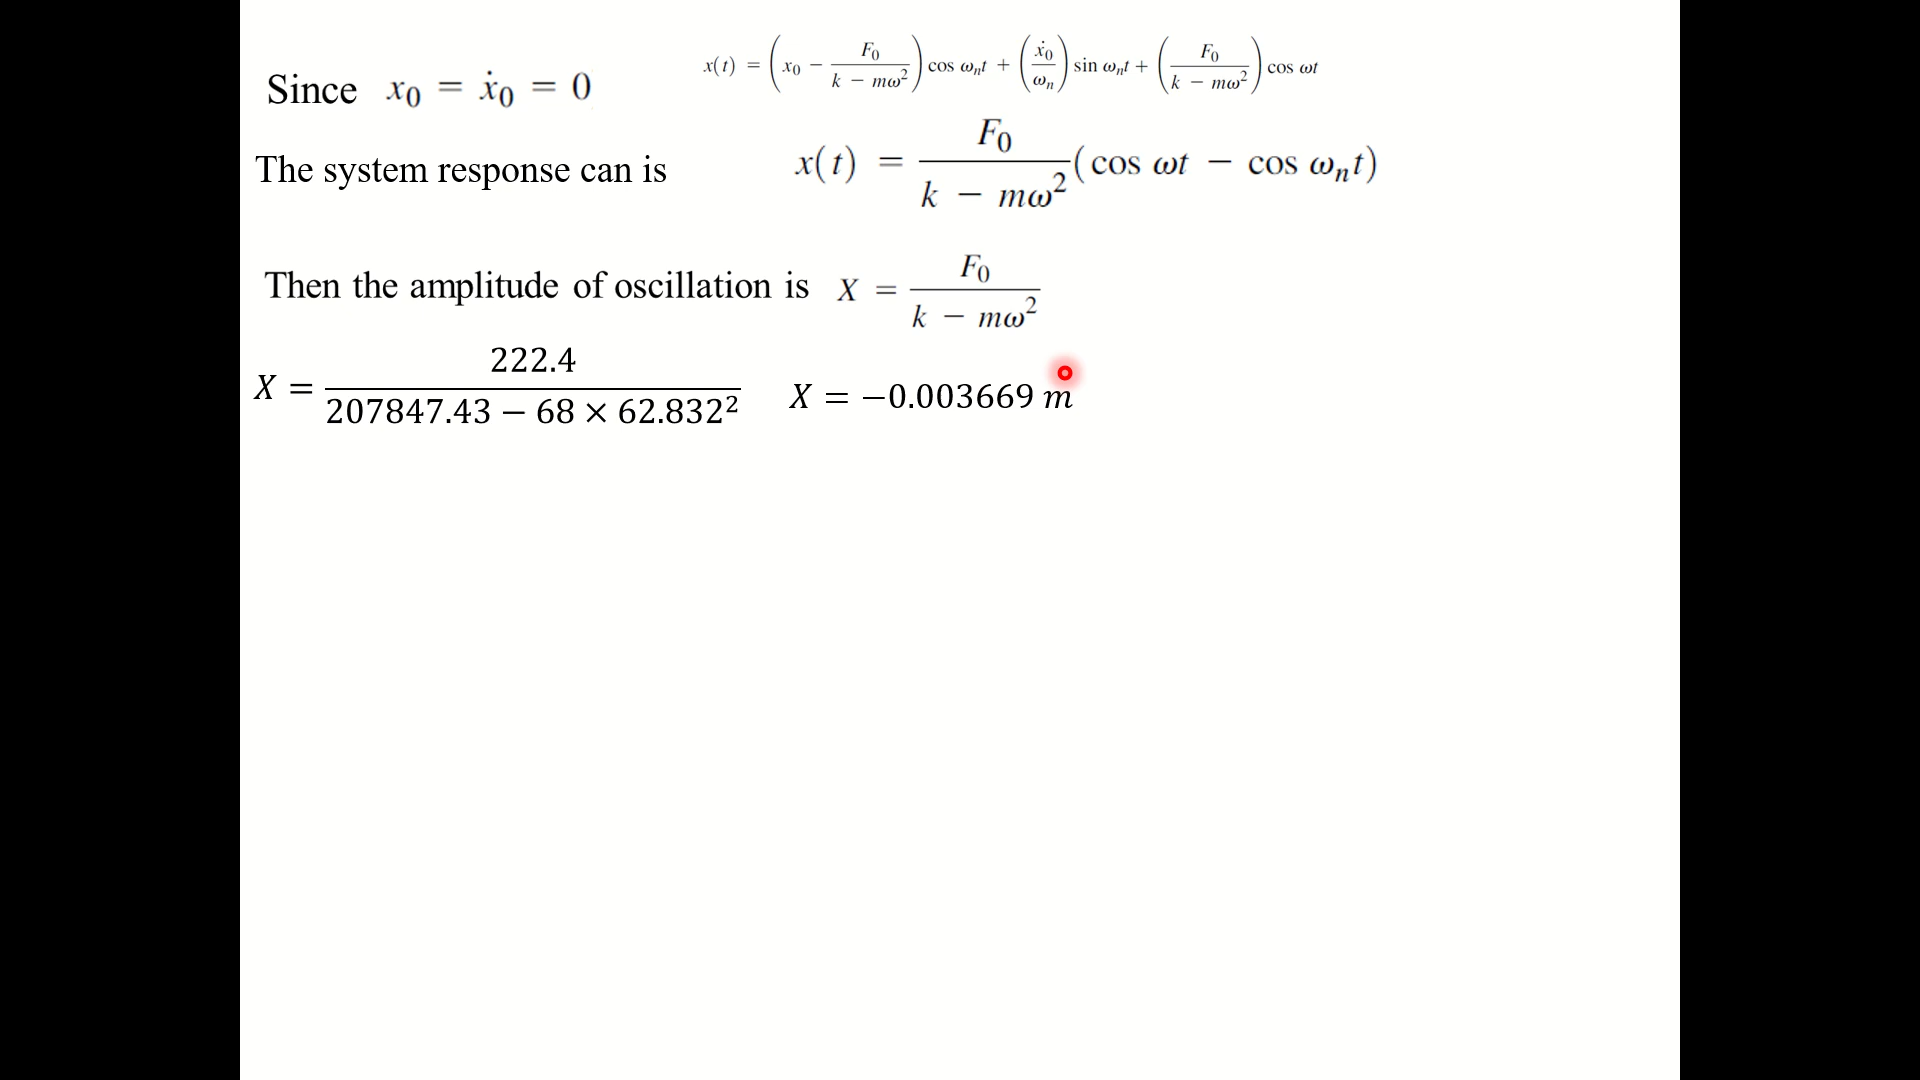 Since x₀ = ẋ₀ = 0
x(t) = (x₀ − F₀/(k − mω²)) cos ωₙt + (ẋ₀/ωₙ) sin ωₙt + (F₀/(k − mω²)) cos ωt
The system response can is x(t) = F₀/(k − mω²) (cos ωt − cos ωₙt)
Then the amplitude of oscillation is X = F₀/(k − mω²)
X = 222.4/(207847.43 − 68 × 62.832²) X = −0.003669 m